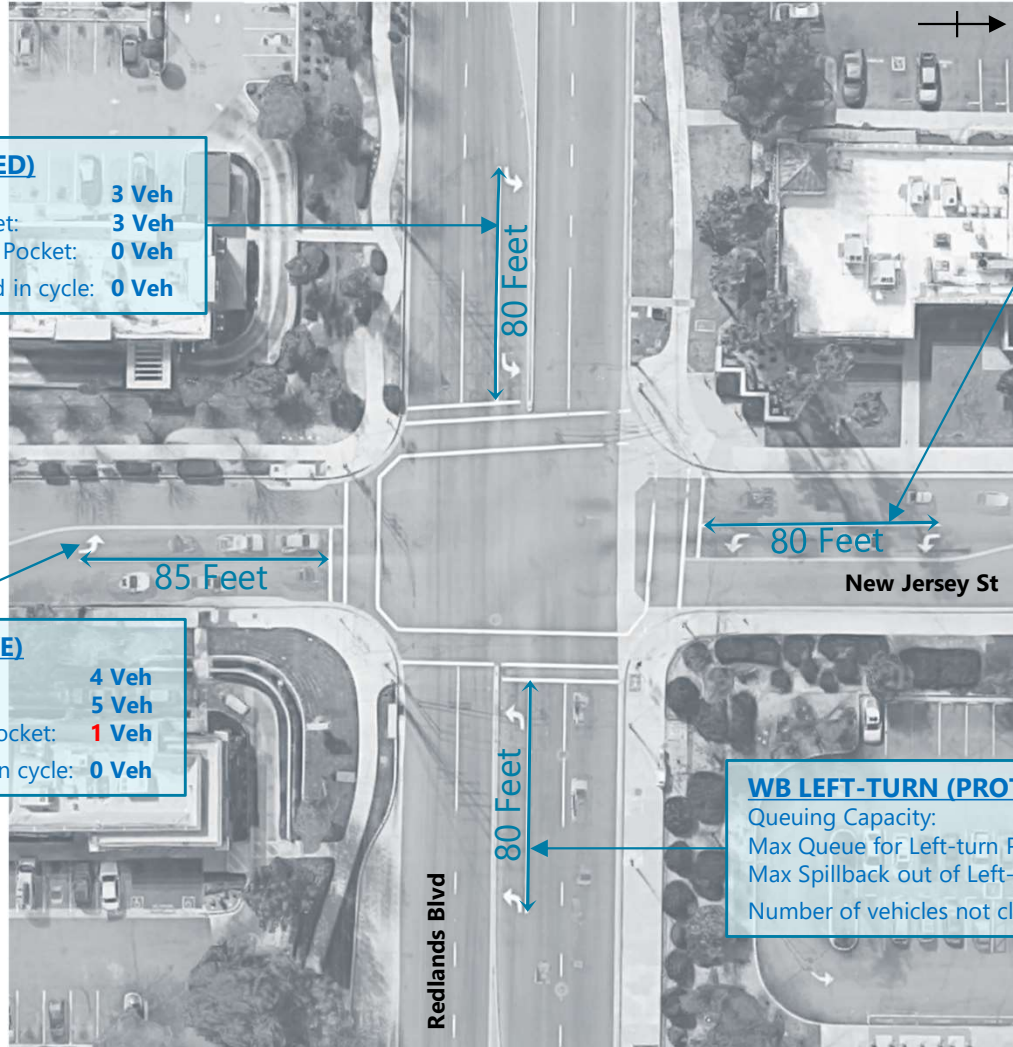 ED)
3 Veh
et: 3 Veh
Pocket: 0 Veh
d in cycle: 0 Veh
80 Feet
80 Feet
85 Feet
New Jersey St
E)
4 Veh
5 Veh
ocket: 1 Veh
n cycle: 0 Veh
80 Feet
Redlands Blvd
WB LEFT-TURN (PROT
Queuing Capacity:
Max Queue for Left-turn P
Max Spillback out of Left-
Number of vehicles not cl